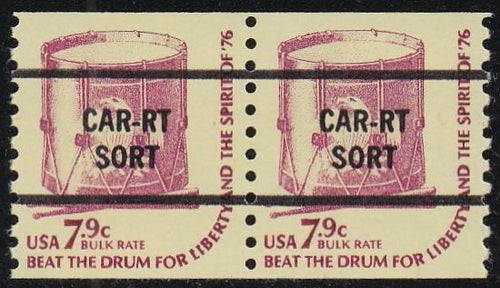 CAR-RT
SORT
USA 7.9c
BULK RATE
BEAT THE DRUM FOR LIBERTY AND THE SPIRIT OF '76
CAR-RT
SORT
USA 7.9c
BULK RATE
BEAT THE DRUM FOR LIBERTY AND THE SPIRIT OF '76